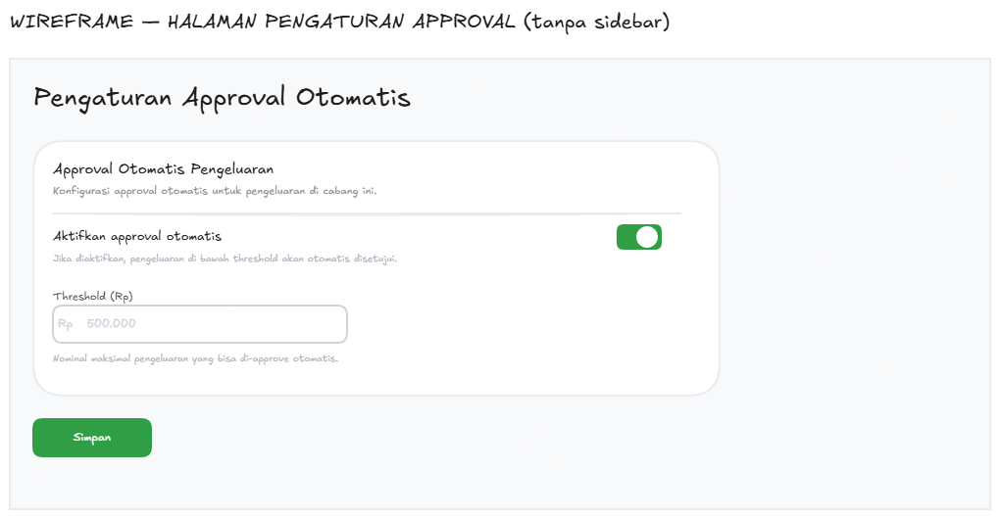 WIREFRAME — HALAMAN PENGATURAN APPROVAL (tanpa sidebar)
Pengaturan Approval Otomatis
Approval Otomatis Pengeluaran
Konfigurasi approval otomatis untuk pengeluaran di cabang ini.
Aktifkan approval otomatis
Jika diaktifkan, pengeluaran di bawah threshold akan otomatis disetujui.
Threshold (Rp)
Rp 500.000
Nominal maksimal pengeluaran yang bisa di-approve otomatis.
Simpan